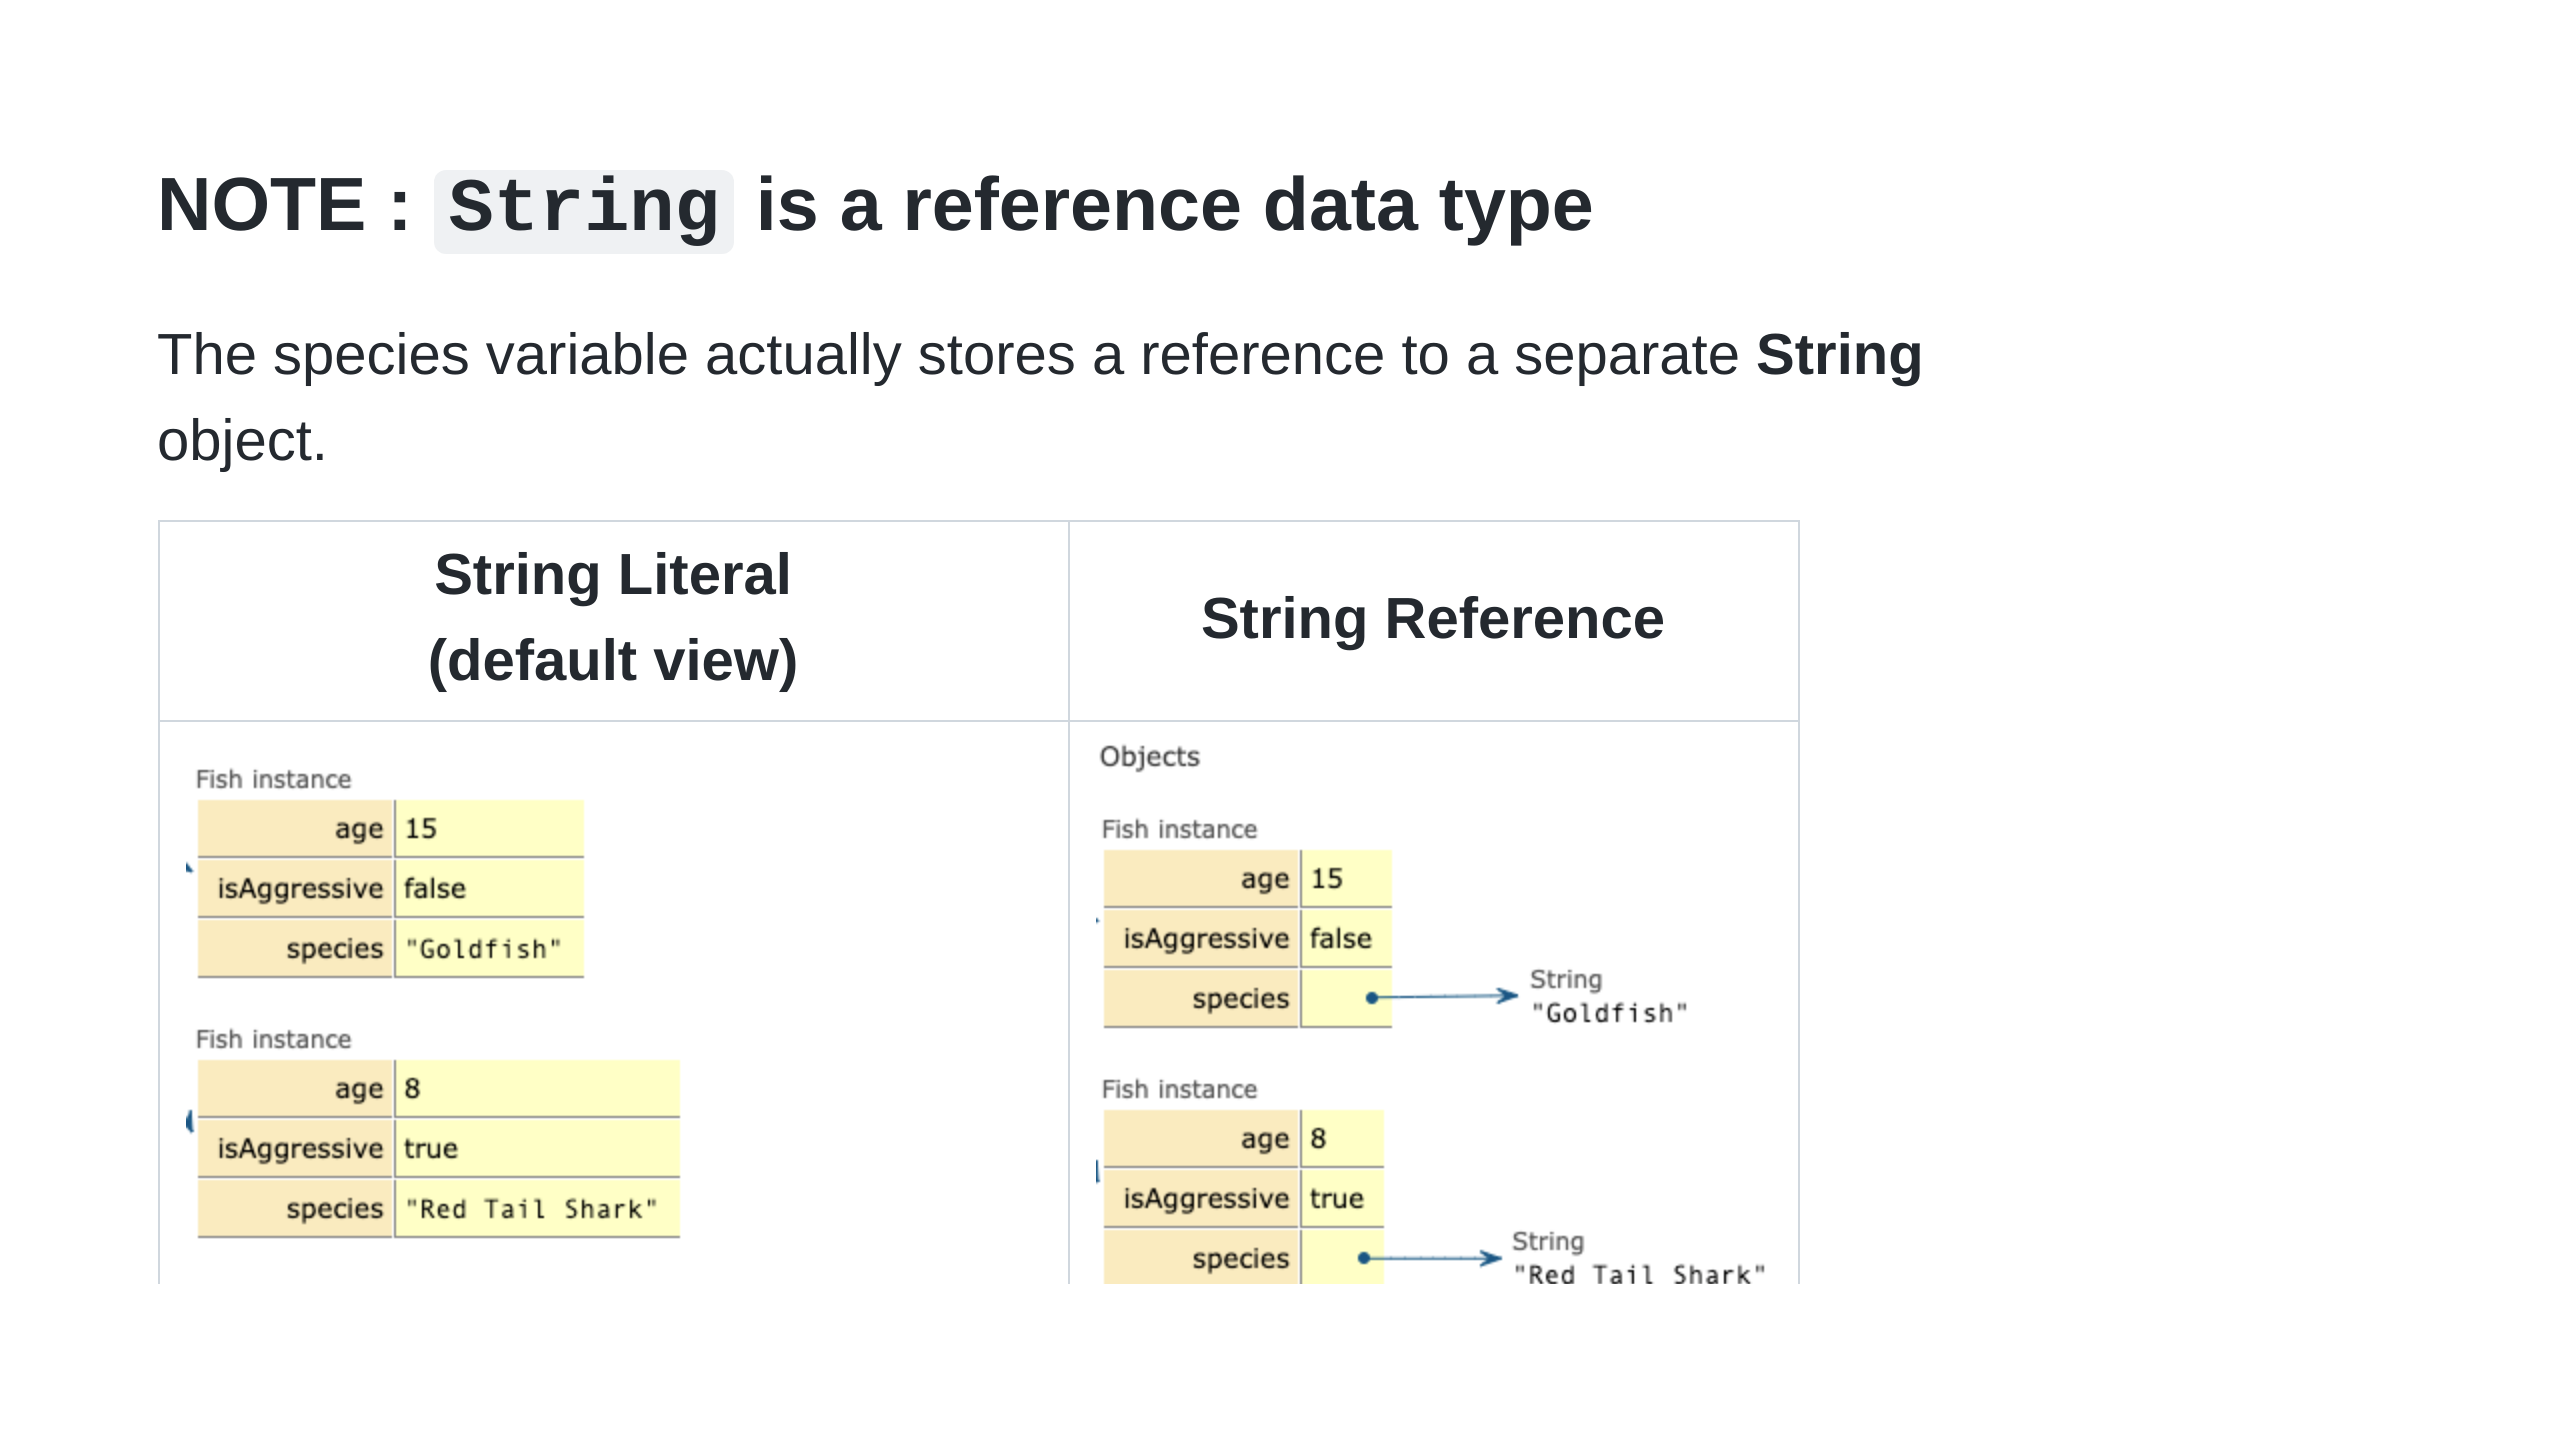 NOTE : String is a reference data type
The species variable actually stores a reference to a separate String
object.
String Literal
(default view)
String Reference
Fish instance
age 15
isAggressive false
species "Goldfish"
Fish instance
age 8
isAggressive true
species "Red Tail Shark"
Objects
Fish instance
age 15
isAggressive false
species
String
"Goldfish"
Fish instance
age 8
isAggressive true
species
String
"Red Tail Shark"